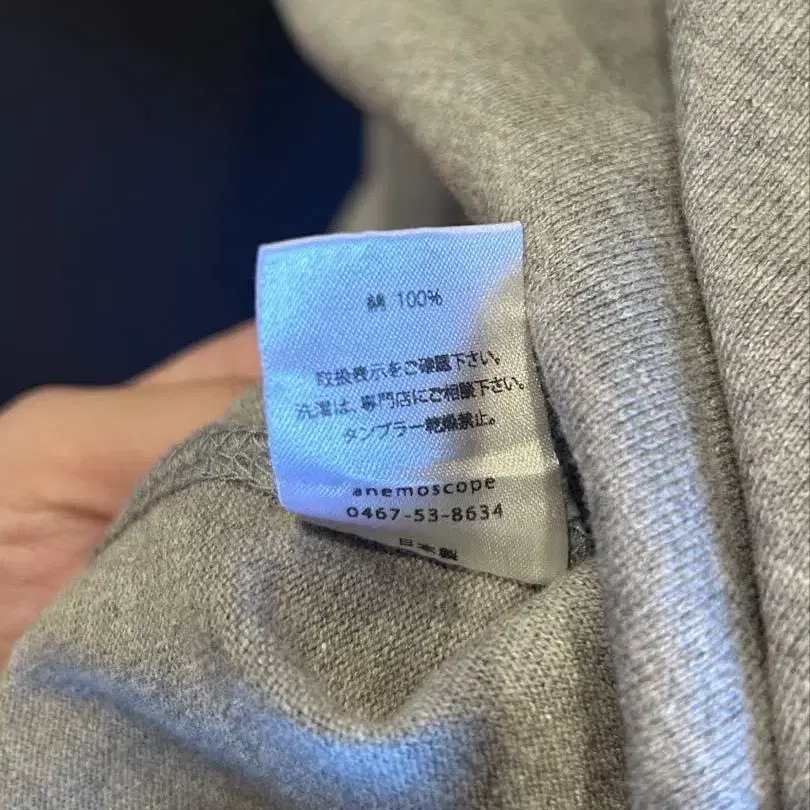 綿 100%
取扱表示をご確認下さい。
洗濯は、専門店にご相談下さい。
タンブラー乾燥禁止。
anemoscope
0467-53-8634
日本製